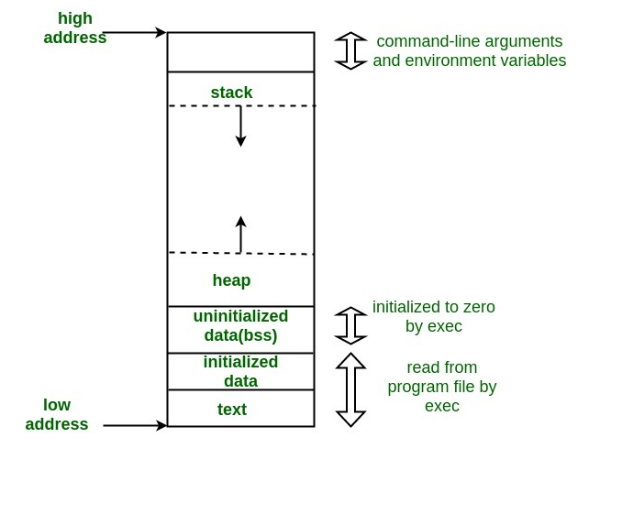 high
address
command-line arguments
and environment variables
stack
heap
uninitialized
data(bss)
initialized to zero
by exec
initialized
data
read from
program file by
exec
text
low
address